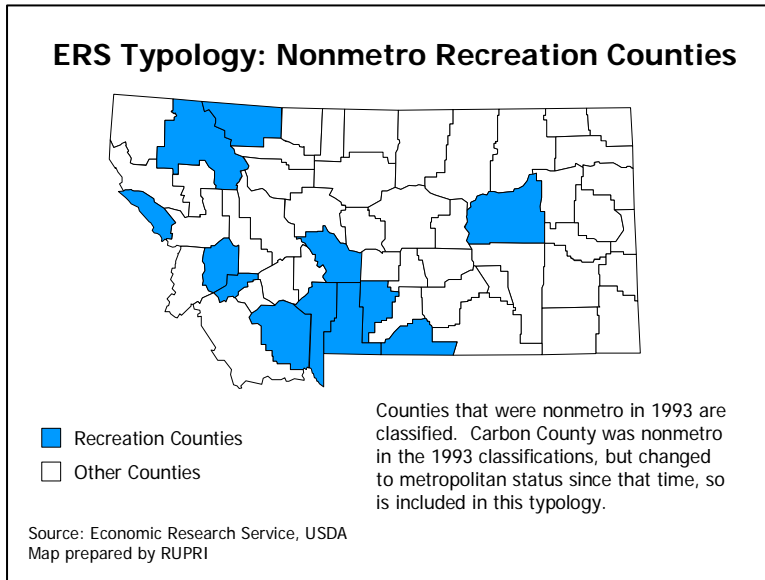 ERS Typology: Nonmetro Recreation Counties
Recreation Counties
Other Counties
Counties that were nonmetro in 1993 are
classified.  Carbon County was nonmetro
in the 1993 classifications, but changed
to metropolitan status since that time, so
is included in this typology.
Source: Economic Research Service, USDA
Map prepared by RUPRI